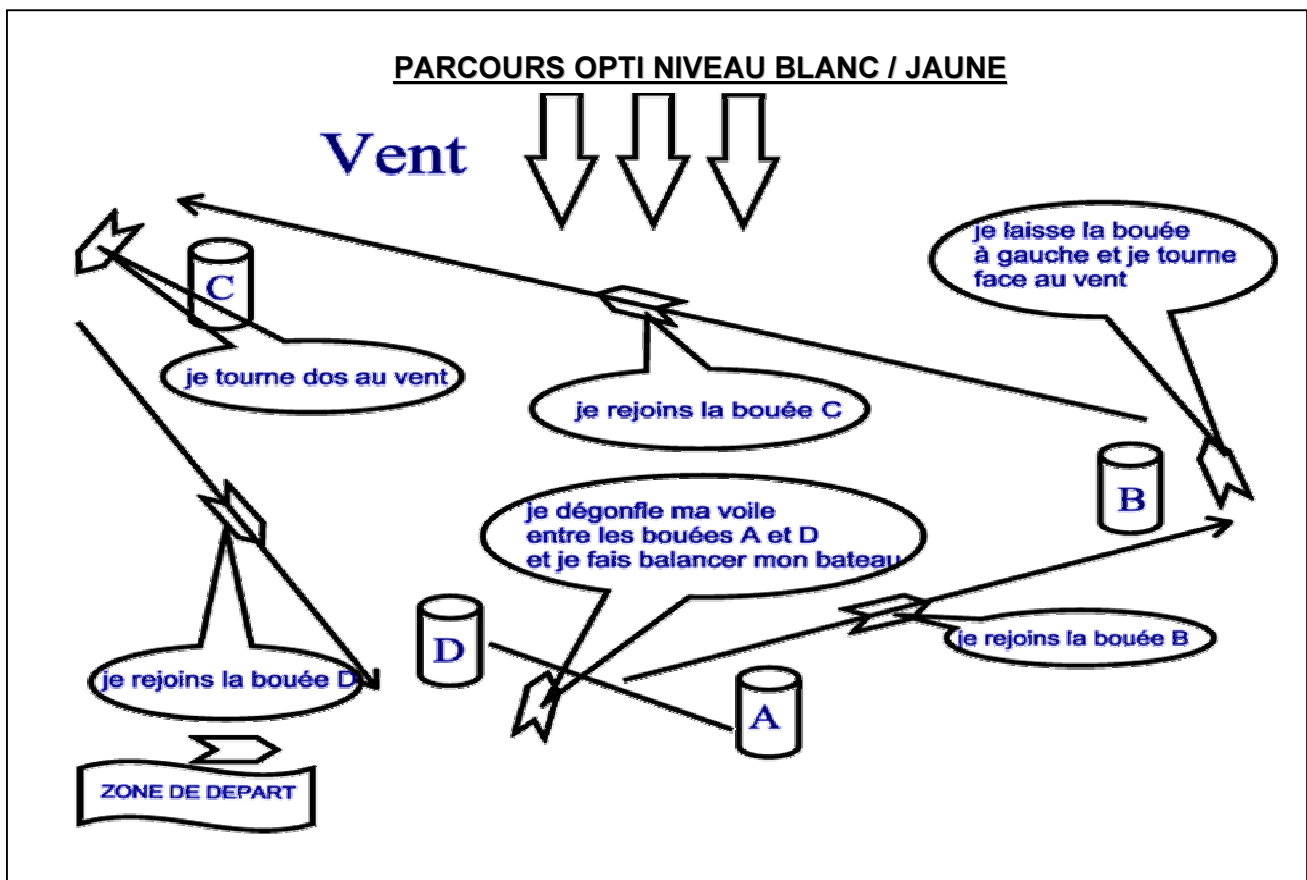 PARCOURS OPTI NIVEAU BLANC / JAUNE
Vent
je laisse la bouée
à gauche et je tourne
face au vent
C
je tourne dos au vent
je rejoins la bouée C
B
je dégonfle ma voile
entre les bouées A et D
et je fais balancer mon bateau
D
je rejoins la bouée B
je rejoins la bouée D
A
ZONE DE DEPART